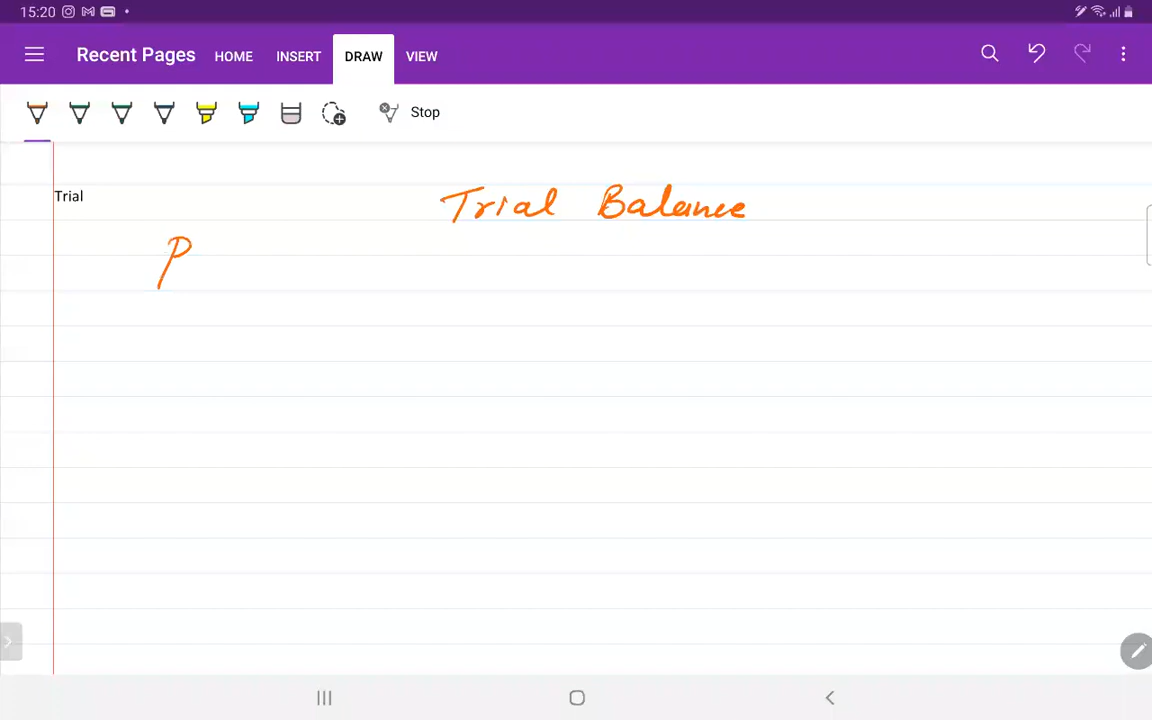 15:20
Recent Pages HOME INSERT DRAW VIEW
Stop
Trial
Trial Balance
P